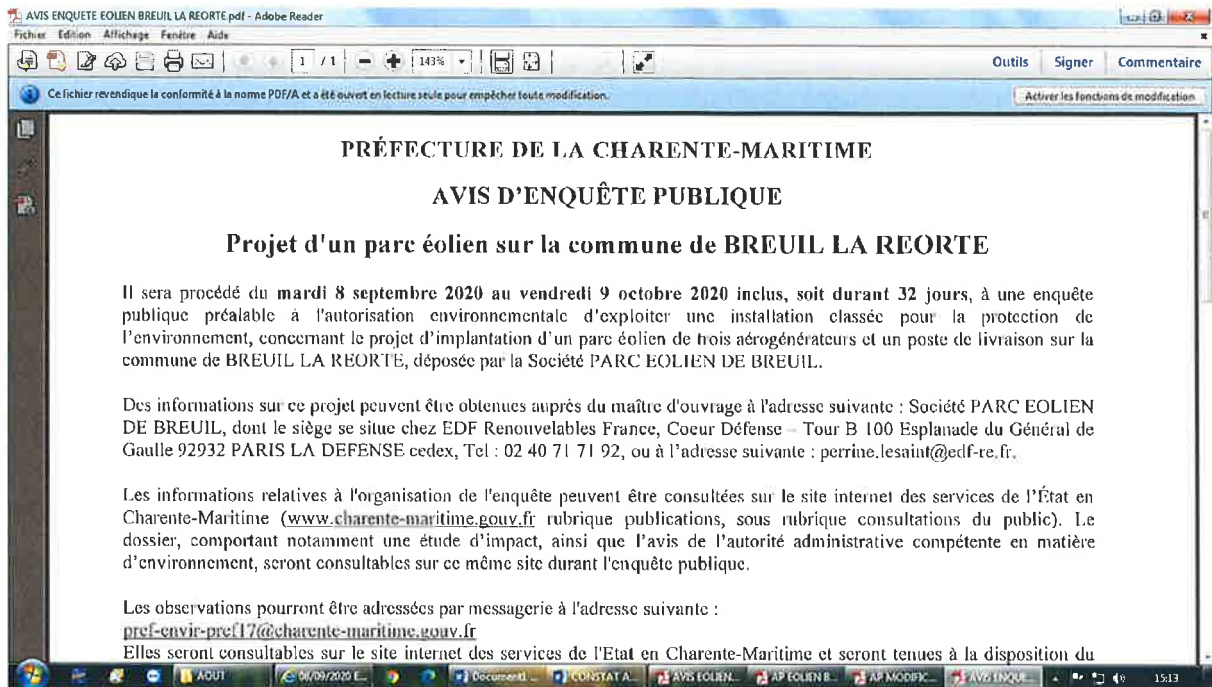 AVIS ENQUETE EOLIEN BREUIL LA REORTE.pdf - Adobe Reader
Fichier Edition Affichage Fenêtre Aide
1 / 1 143% Outils Signer Commentaire
Ce fichier revendique la conformité à la norme PDF/A et a été ouvert en lecture seule pour empêcher toute modification. Activer les fonctions de modification
PRÉFECTURE DE LA CHARENTE-MARITIME
AVIS D'ENQUÊTE PUBLIQUE
Projet d'un parc éolien sur la commune de BREUIL LA REORTE
Il sera procédé du mardi 8 septembre 2020 au vendredi 9 octobre 2020 inclus, soit durant 32 jours, à une enquête
publique préalable à l'autorisation environnementale d'exploiter une installation classée pour la protection de
l'environnement, concernant le projet d'implantation d'un parc éolien de trois aérogénérateurs et un poste de livraison sur la
commune de BREUIL LA REORTE, déposée par la Société PARC EOLIEN DE BREUIL.
Des informations sur ce projet peuvent être obtenues auprès du maître d'ouvrage à l'adresse suivante : Société PARC EOLIEN
DE BREUIL, dont le siège se situe chez EDF Renouvelables France, Coeur Défense – Tour B 100 Esplanade du Général de
Gaulle 92932 PARIS LA DEFENSE cedex, Tel : 02 40 71 71 92, ou à l'adresse suivante : perrine.lesaint@edf-re.fr.
Les informations relatives à l'organisation de l'enquête peuvent être consultées sur le site internet des services de l'État en
Charente-Maritime (www.charente-maritime.gouv.fr rubrique publications, sous rubrique consultations du public). Le
dossier, comportant notamment une étude d'impact, ainsi que l'avis de l'autorité administrative compétente en matière
d'environnement, seront consultables sur ce même site durant l'enquête publique.
Les observations pourront être adressées par messagerie à l'adresse suivante :
pref-envir-pref17@charente-maritime.gouv.fr
Elles seront consultables sur le site internet des services de l'Etat en Charente-Maritime et seront tenues à la disposition du
AOUT 08/09/2020 E... Document1 ... CONSTAT A... AVIS EOLIEN... AP EOLIEN B... AP MODIFIC... AVIS ENQUE... 15:13